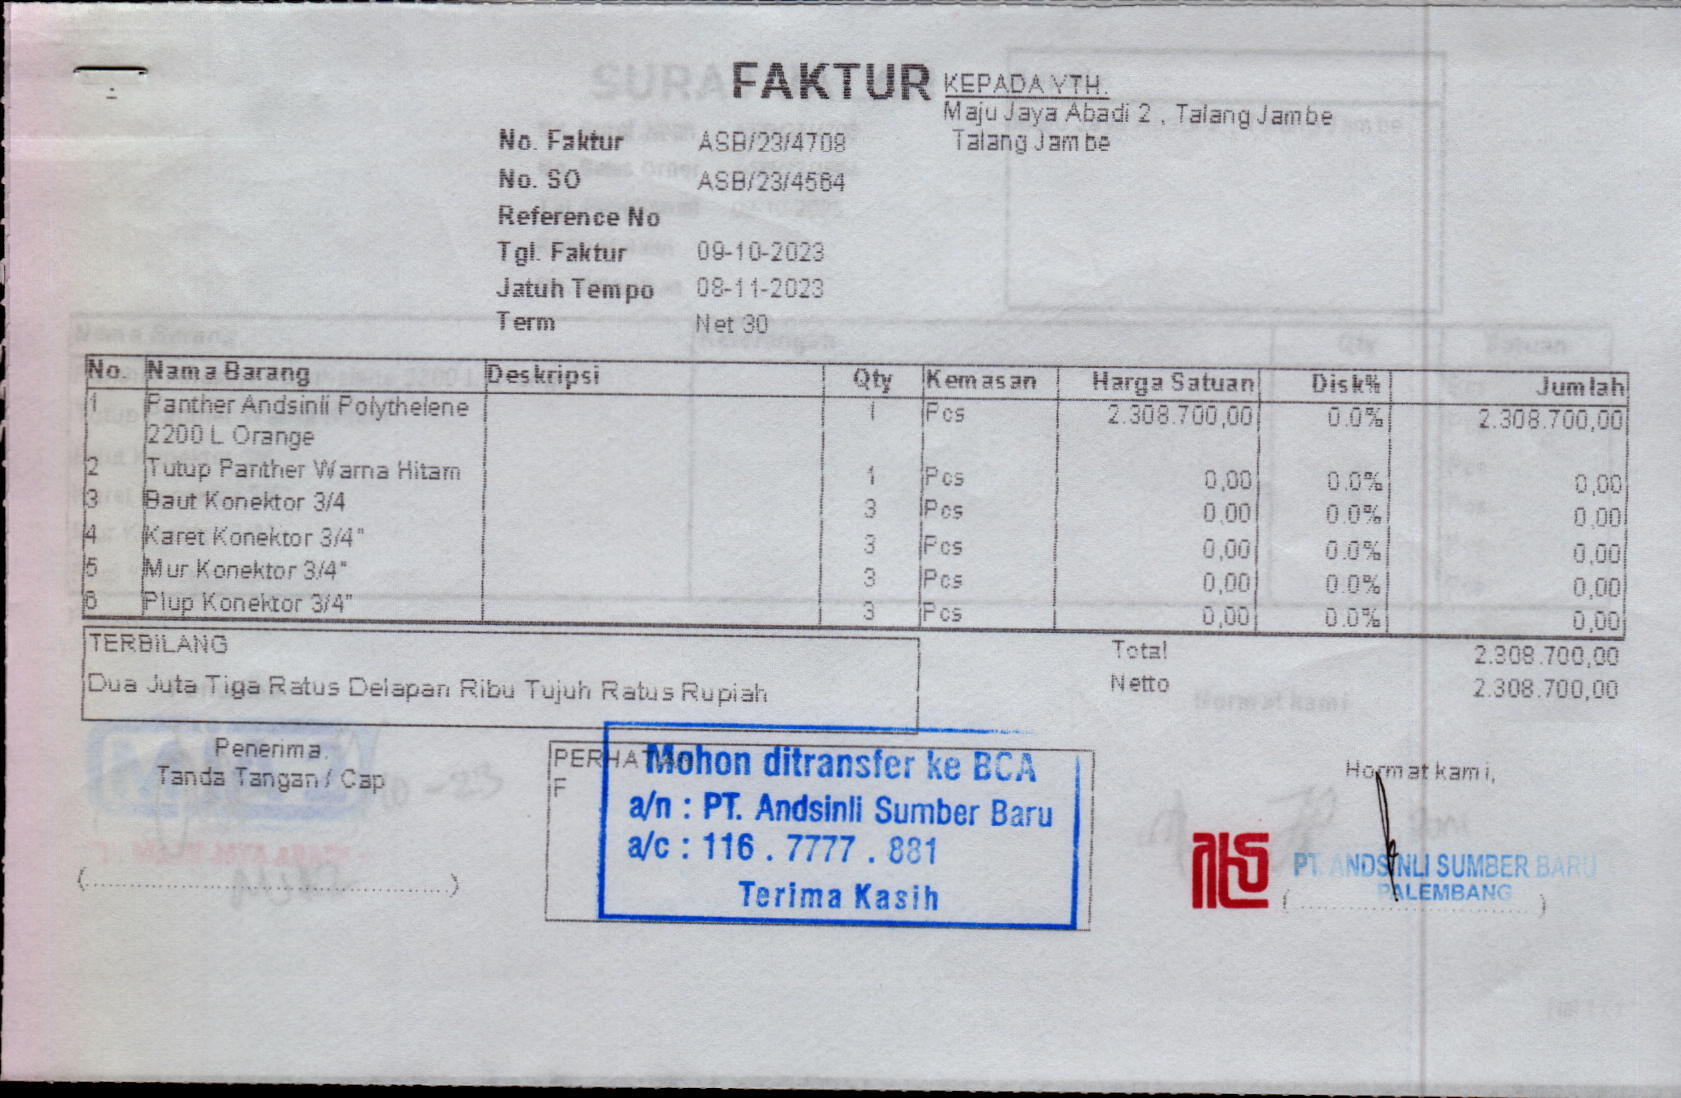 FAKTUR
KEPADA YTH.
Maju Jaya Abadi 2 , Talang Jambe
Talang Jambe
No. Faktur ASB/23/4708
No. SO ASB/23/4564
Reference No
Tgl. Faktur 09-10-2023
Jatuh Tempo 08-11-2023
Term Net 30
No. Nama Barang Deskripsi Qty Kemasan Harga Satuan Disk% Jumlah
1 Panther Andsinli Polythelene 1 Pcs 2.308.700,00 0.0% 2.308.700,00
2200 L Orange
2 Tutup Panther Warna Hitam 1 Pcs 0,00 0.0% 0,00
3 Baut Konektor 3/4 3 Pcs 0,00 0.0% 0,00
4 Karet Konektor 3/4" 3 Pcs 0,00 0.0% 0,00
5 Mur Konektor 3/4" 3 Pcs 0,00 0.0% 0,00
6 Plup Konektor 3/4" 3 Pcs 0,00 0.0% 0,00
TERBILANG
Dua Juta Tiga Ratus Delapan Ribu Tujuh Ratus Rupiah
Total 2.308.700,00
Netto 2.308.700,00
Penerima.
Tanda Tangan / Cap
PERHATIAN
F
Mohon ditransfer ke BCA
a/n : PT. Andsinli Sumber Baru
a/c : 116 . 7777 . 881
Terima Kasih
Hormat kami,
PT. ANDSINLI SUMBER BARU
PALEMBANG